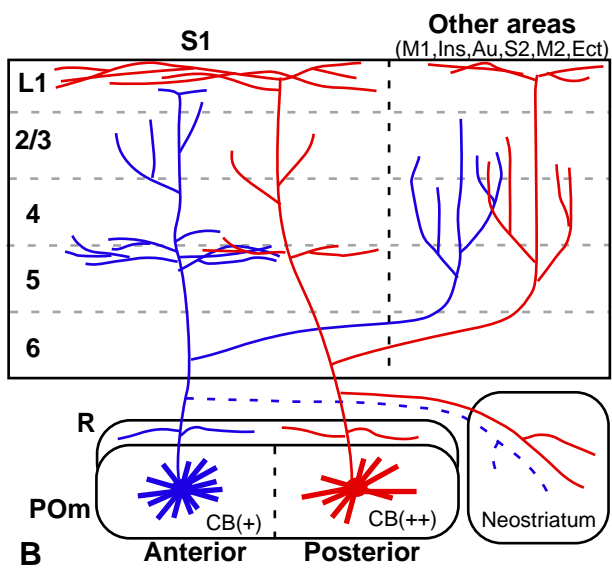 S1
Other areas
(M1,Ins,Au,S2,M2,Ect)
L1
2/3
4
5
6
R
POm
CB(+)
CB(++)
Neostriatum
B
Anterior
Posterior